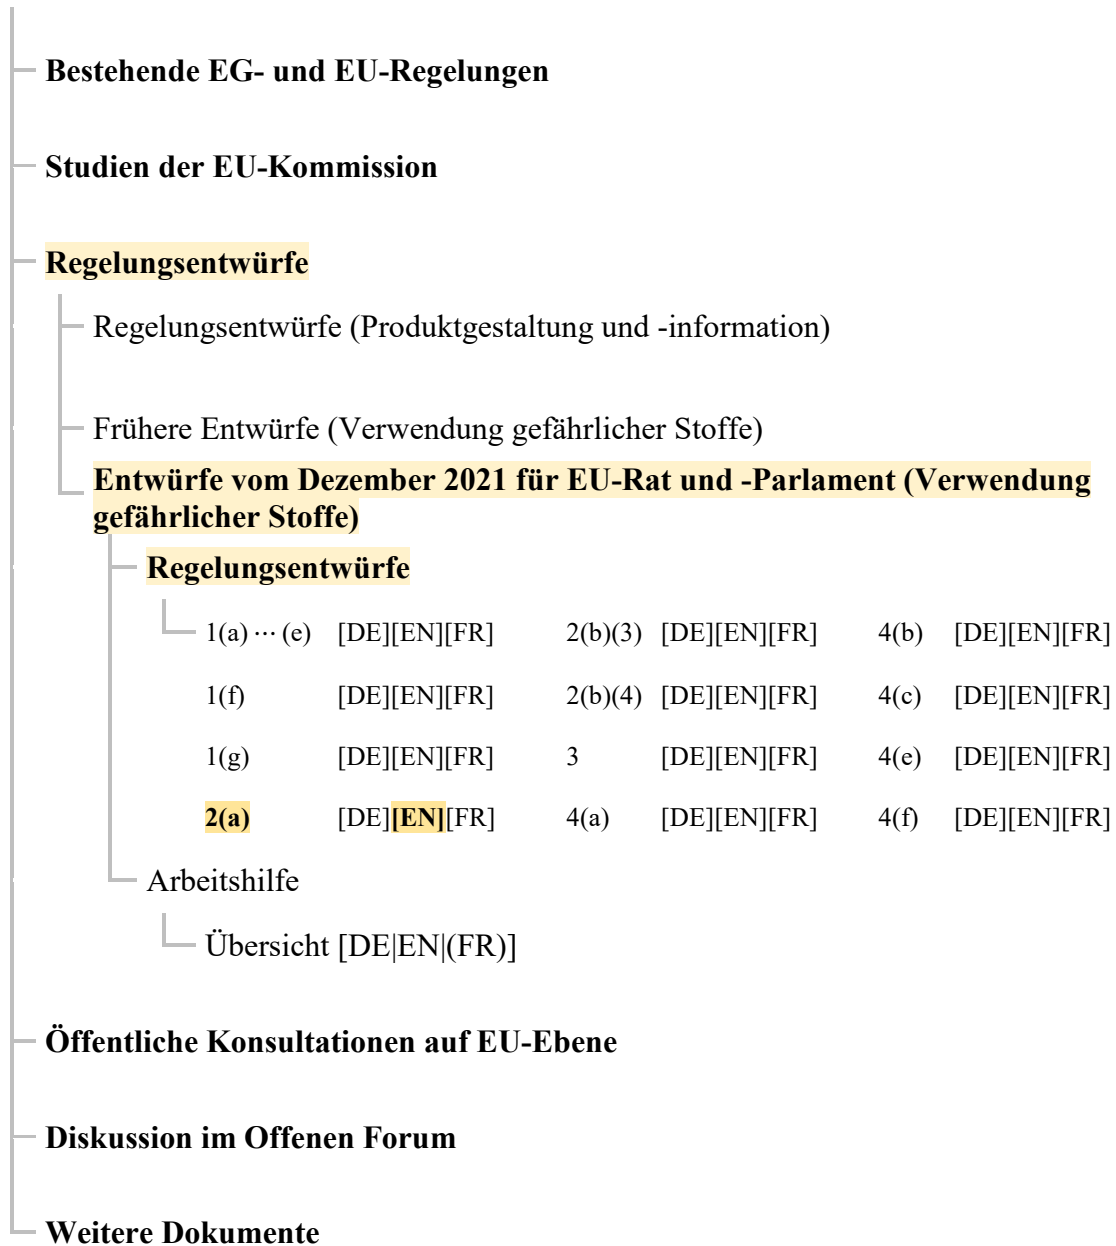 Bestehende EG- und EU-Regelungen
Studien der EU-Kommission
Regelungsentwürfe
Regelungsentwürfe (Produktgestaltung und -information)
Frühere Entwürfe (Verwendung gefährlicher Stoffe)
Entwürfe vom Dezember 2021 für EU-Rat und -Parlament (Verwendung
gefährlicher Stoffe)
Regelungsentwürfe
1(a) ··· (e) [DE][EN][FR] 2(b)(3) [DE][EN][FR] 4(b) [DE][EN][FR]
1(f) [DE][EN][FR] 2(b)(4) [DE][EN][FR] 4(c) [DE][EN][FR]
1(g) [DE][EN][FR] 3 [DE][EN][FR] 4(e) [DE][EN][FR]
2(a) [DE][EN][FR] 4(a) [DE][EN][FR] 4(f) [DE][EN][FR]
Arbeitshilfe
Übersicht [DE|EN|(FR)]
Öffentliche Konsultationen auf EU-Ebene
Diskussion im Offenen Forum
Weitere Dokumente